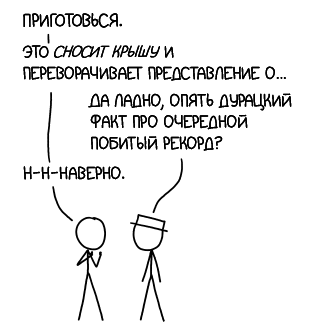 ПРИГОТОВЬСЯ.
ЭТО СНОСИТ КРЫШУ И
ПЕРЕВОРАЧИВАЕТ ПРЕДСТАВЛЕНИЕ О...
ДА ЛАДНО, ОПЯТЬ ДУРАЦКИЙ
ФАКТ ПРО ОЧЕРЕДНОЙ
ПОБИТЫЙ РЕКОРД?
Н-Н-НАВЕРНО.